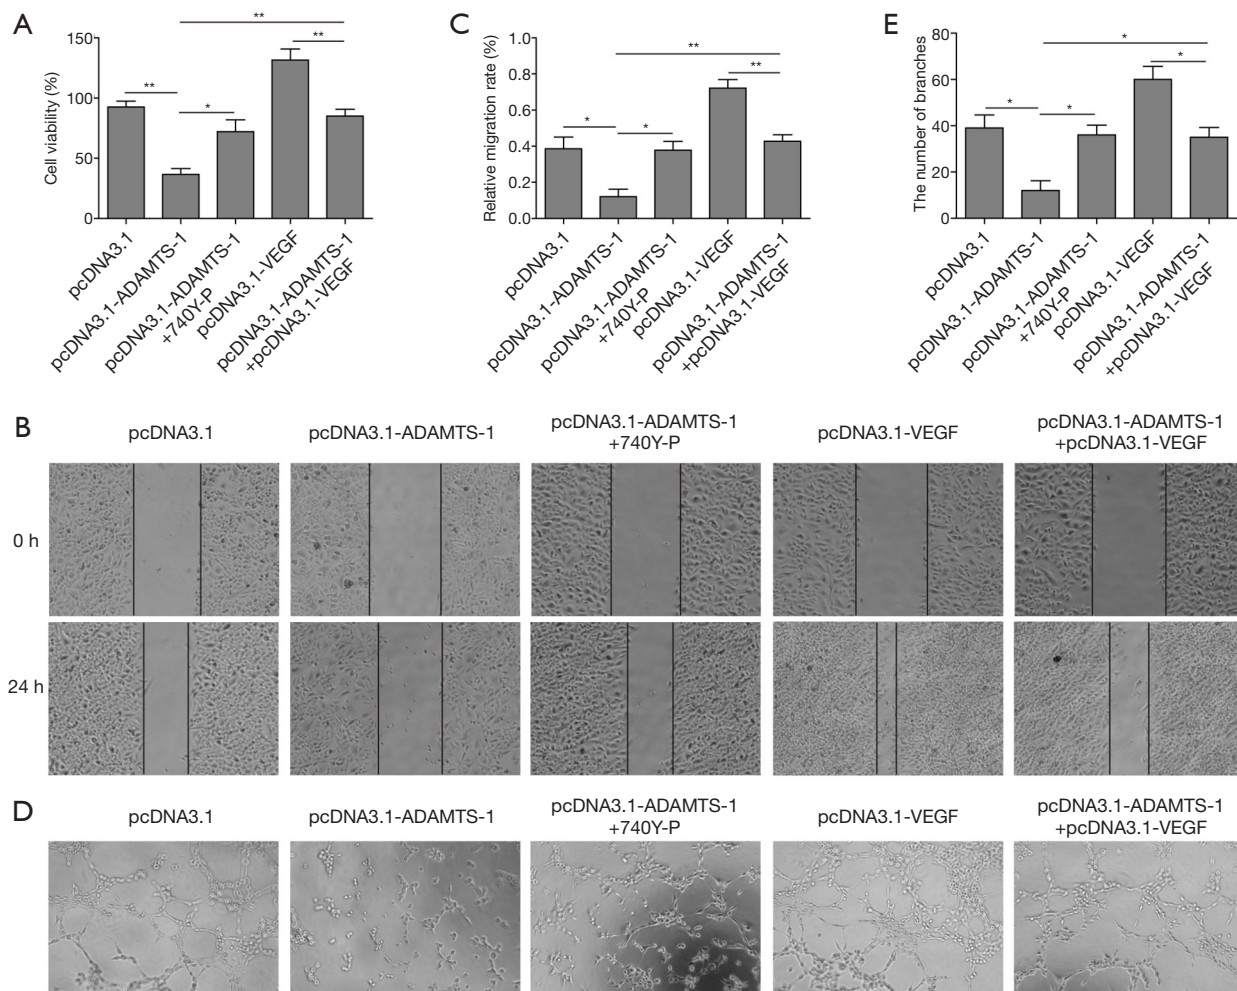 A
Cell viability (%)
150
100
50
0
**
**
**
*
pcDNA3.1
pcDNA3.1-ADAMTS-1
pcDNA3.1-ADAMTS-1
+740Y-P
pcDNA3.1-VEGF
pcDNA3.1-ADAMTS-1
+pcDNA3.1-VEGF
C
Relative migration rate (%)
1.0
0.8
0.6
0.4
0.2
0.0
**
**
*
*
pcDNA3.1
pcDNA3.1-ADAMTS-1
pcDNA3.1-ADAMTS-1
+740Y-P
pcDNA3.1-VEGF
pcDNA3.1-ADAMTS-1
+pcDNA3.1-VEGF
E
The number of branches
80
60
40
20
0
*
*
*
*
pcDNA3.1
pcDNA3.1-ADAMTS-1
pcDNA3.1-ADAMTS-1
+740Y-P
pcDNA3.1-VEGF
pcDNA3.1-ADAMTS-1
+pcDNA3.1-VEGF
B
pcDNA3.1
pcDNA3.1-ADAMTS-1
pcDNA3.1-ADAMTS-1
+740Y-P
pcDNA3.1-VEGF
pcDNA3.1-ADAMTS-1
+pcDNA3.1-VEGF
0 h
24 h
D
pcDNA3.1
pcDNA3.1-ADAMTS-1
pcDNA3.1-ADAMTS-1
+740Y-P
pcDNA3.1-VEGF
pcDNA3.1-ADAMTS-1
+pcDNA3.1-VEGF